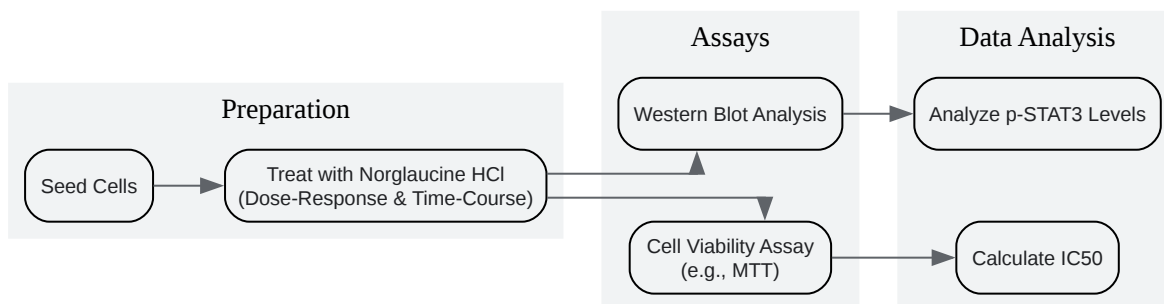 Preparation
Seed Cells
Treat with Norglaucine HCl
(Dose-Response & Time-Course)
Assays
Western Blot Analysis
Cell Viability Assay
(e.g., MTT)
Data Analysis
Analyze p-STAT3 Levels
Calculate IC50